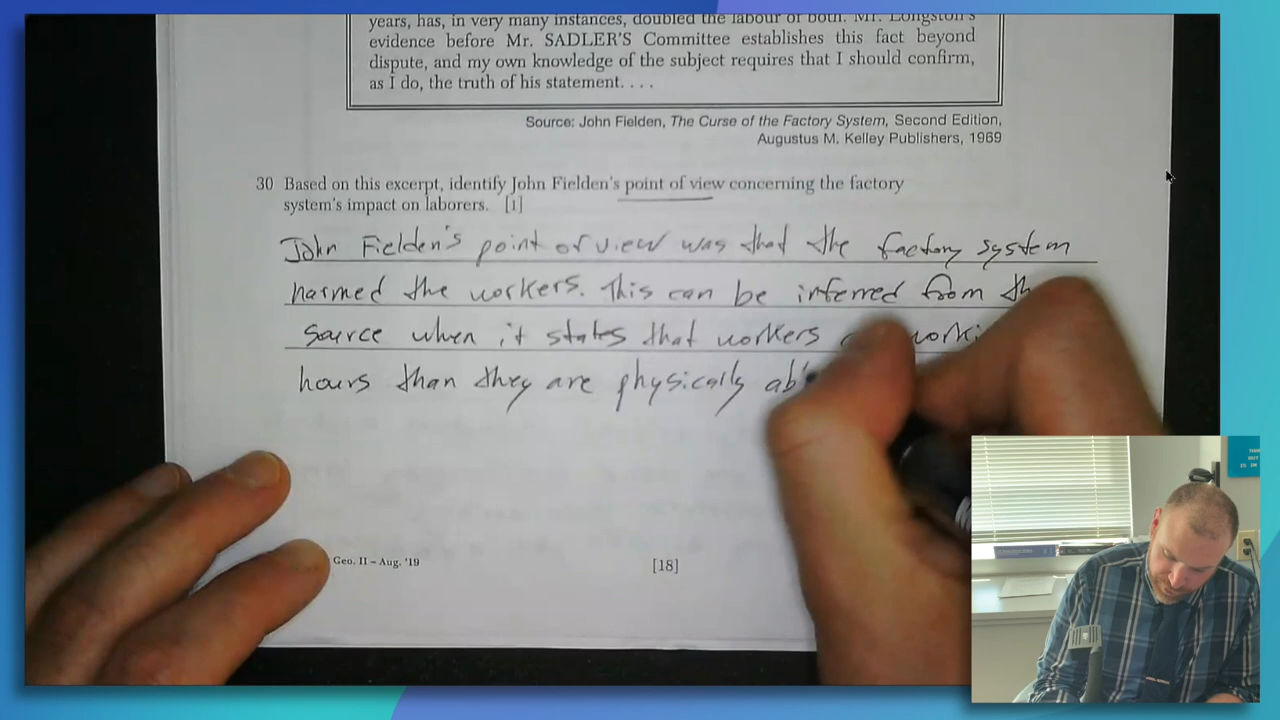 years, has, in very many instances, doubled the labour of both. Mr. Longston's
evidence before Mr. SADLER'S Committee establishes this fact beyond
dispute, and my own knowledge of the subject requires that I should confirm,
as I do, the truth of his statement. . . .
Source: John Fielden, The Curse of the Factory System, Second Edition,
Augustus M. Kelley Publishers, 1969
30 Based on this excerpt, identify John Fielden's point of view concerning the factory
system's impact on laborers. [1]
John Fielden's point of view was that the factory system
harmed the workers. This can be inferred from th
source when it states that workers worki
hours than they are physically ab
Geo. II – Aug. '19
[18]